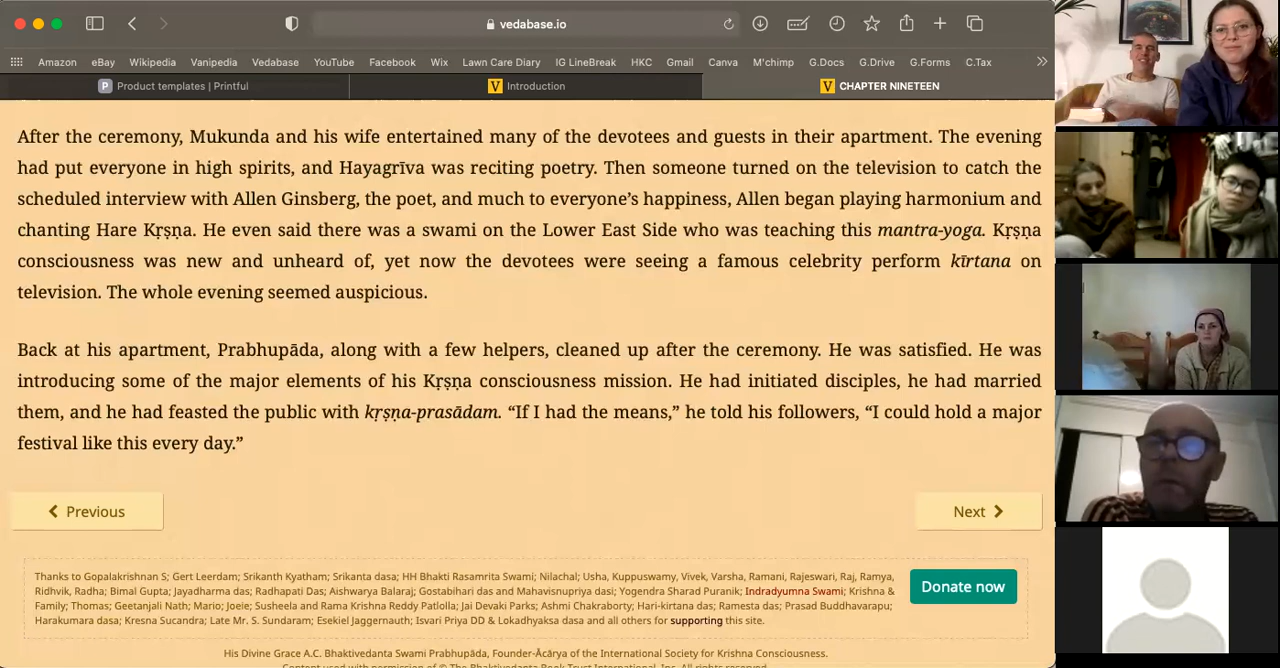 vedabase.io
Amazon eBay Wikipedia Vanipedia Vedabase YouTube Facebook Wix Lawn Care Diary IG LineBreak HKC Gmail Canva M'chimp G.Docs G.Drive G.Forms C.Tax
Product templates | Printful
Introduction
CHAPTER NINETEEN
After the ceremony, Mukunda and his wife entertained many of the devotees and guests in their apartment. The evening
had put everyone in high spirits, and Hayagrīva was reciting poetry. Then someone turned on the television to catch the
scheduled interview with Allen Ginsberg, the poet, and much to everyone’s happiness, Allen began playing harmonium and
chanting Hare Kṛṣṇa. He even said there was a swami on the Lower East Side who was teaching this mantra-yoga. Kṛṣṇa
consciousness was new and unheard of, yet now the devotees were seeing a famous celebrity perform kīrtana on
television. The whole evening seemed auspicious.
Back at his apartment, Prabhupāda, along with a few helpers, cleaned up after the ceremony. He was satisfied. He was
introducing some of the major elements of his Kṛṣṇa consciousness mission. He had initiated disciples, he had married
them, and he had feasted the public with kṛṣṇa-prasādam. “If I had the means,” he told his followers, “I could hold a major
festival like this every day.”
Previous
Next
Thanks to Gopalakrishnan S; Gert Leerdam; Srikanth Kyatham; Srikanta dasa; HH Bhakti Rasamrita Swami; Nilachal; Usha, Kuppuswamy, Vivek, Varsha, Ramani, Rajeswari, Raj, Ramya,
Ridhvik, Radha; Bimal Gupta; Jayadharma das; Radhapati Das; Aishwarya Balaraj; Gostabihari das and Mahavisnupriya dasi; Yogendra Sharad Puranik; Indradyumna Swami; Krishna &
Family; Thomas; Geetanjali Nath; Mario; Joeie; Susheela and Rama Krishna Reddy Patlolla; Jai Devaki Parks; Ashmi Chakraborty; Hari-kirtana das; Ramesta das; Prasad Buddhavarapu;
Harakumara dasa; Kresna Sucandra; Late Mr. S. Sundaram; Esekiel Jaggernauth; Isvari Priya DD & Lokadhyaksa dasa and all others for supporting this site.
Donate now
His Divine Grace A.C. Bhaktivedanta Swami Prabhupāda, Founder-Ācārya of the International Society for Krishna Consciousness.
Content used with permission of © The Bhaktivedanta Book Trust International, Inc. All rights reserved.